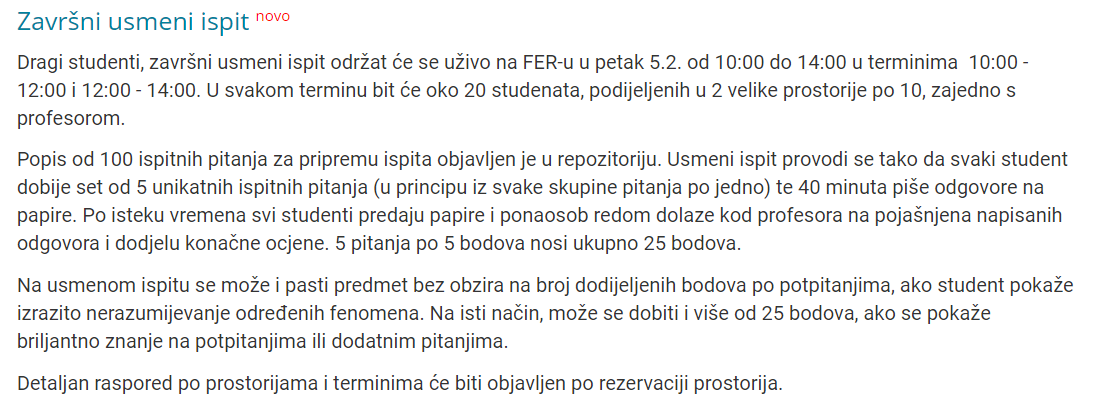 Završni usmeni ispit novo
Dragi studenti, završni usmeni ispit održat će se uživo na FER-u u petak 5.2. od 10:00 do 14:00 u terminima  10:00 -
12:00 i 12:00 - 14:00. U svakom terminu bit će oko 20 studenata, podijeljenih u 2 velike prostorije po 10, zajedno s
profesorom.
Popis od 100 ispitnih pitanja za pripremu ispita objavljen je u repozitoriju. Usmeni ispit provodi se tako da svaki student
dobije set od 5 unikatnih ispitnih pitanja (u principu iz svake skupine pitanja po jedno) te 40 minuta piše odgovore na
papire. Po isteku vremena svi studenti predaju papire i ponaosob redom dolaze kod profesora na pojašnjena napisanih
odgovora i dodjelu konačne ocjene. 5 pitanja po 5 bodova nosi ukupno 25 bodova.
Na usmenom ispitu se može i pasti predmet bez obzira na broj dodijeljenih bodova po potpitanjima, ako student pokaže
izrazito nerazumijevanje određenih fenomena. Na isti način, može se dobiti i više od 25 bodova, ako se pokaže
briljantno znanje na potpitanjima ili dodatnim pitanjima.
Detaljan raspored po prostorijama i terminima će biti objavljen po rezervaciji prostorija.